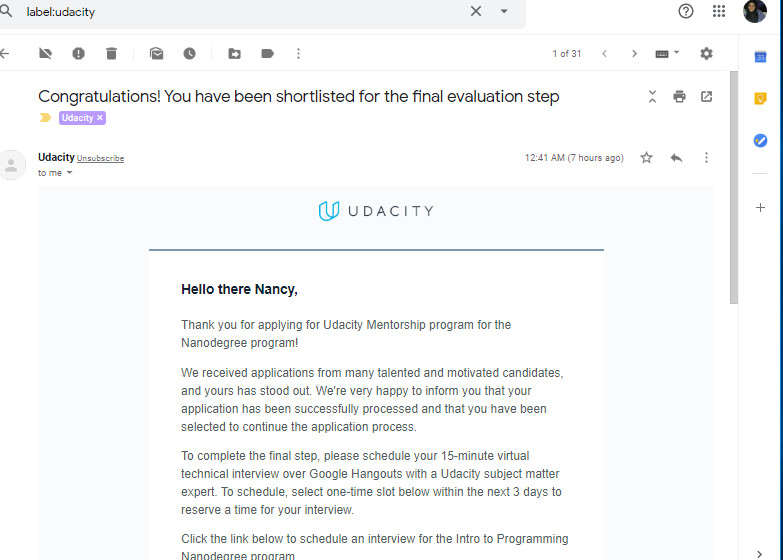 label:udacity
1 of 31
Congratulations! You have been shortlisted for the final evaluation step
Udacity x
Udacity Unsubscribe
12:41 AM (7 hours ago)
to me
UDACITY
Hello there Nancy,
Thank you for applying for Udacity Mentorship program for the
Nanodegree program!
We received applications from many talented and motivated candidates,
and yours has stood out. We're very happy to inform you that your
application has been successfully processed and that you have been
selected to continue the application process.
To complete the final step, please schedule your 15-minute virtual
technical interview over Google Hangouts with a Udacity subject matter
expert. To schedule, select one-time slot below within the next 3 days to
reserve a time for your interview.
Click the link below to schedule an interview for the Intro to Programming
Nanodegree program
31